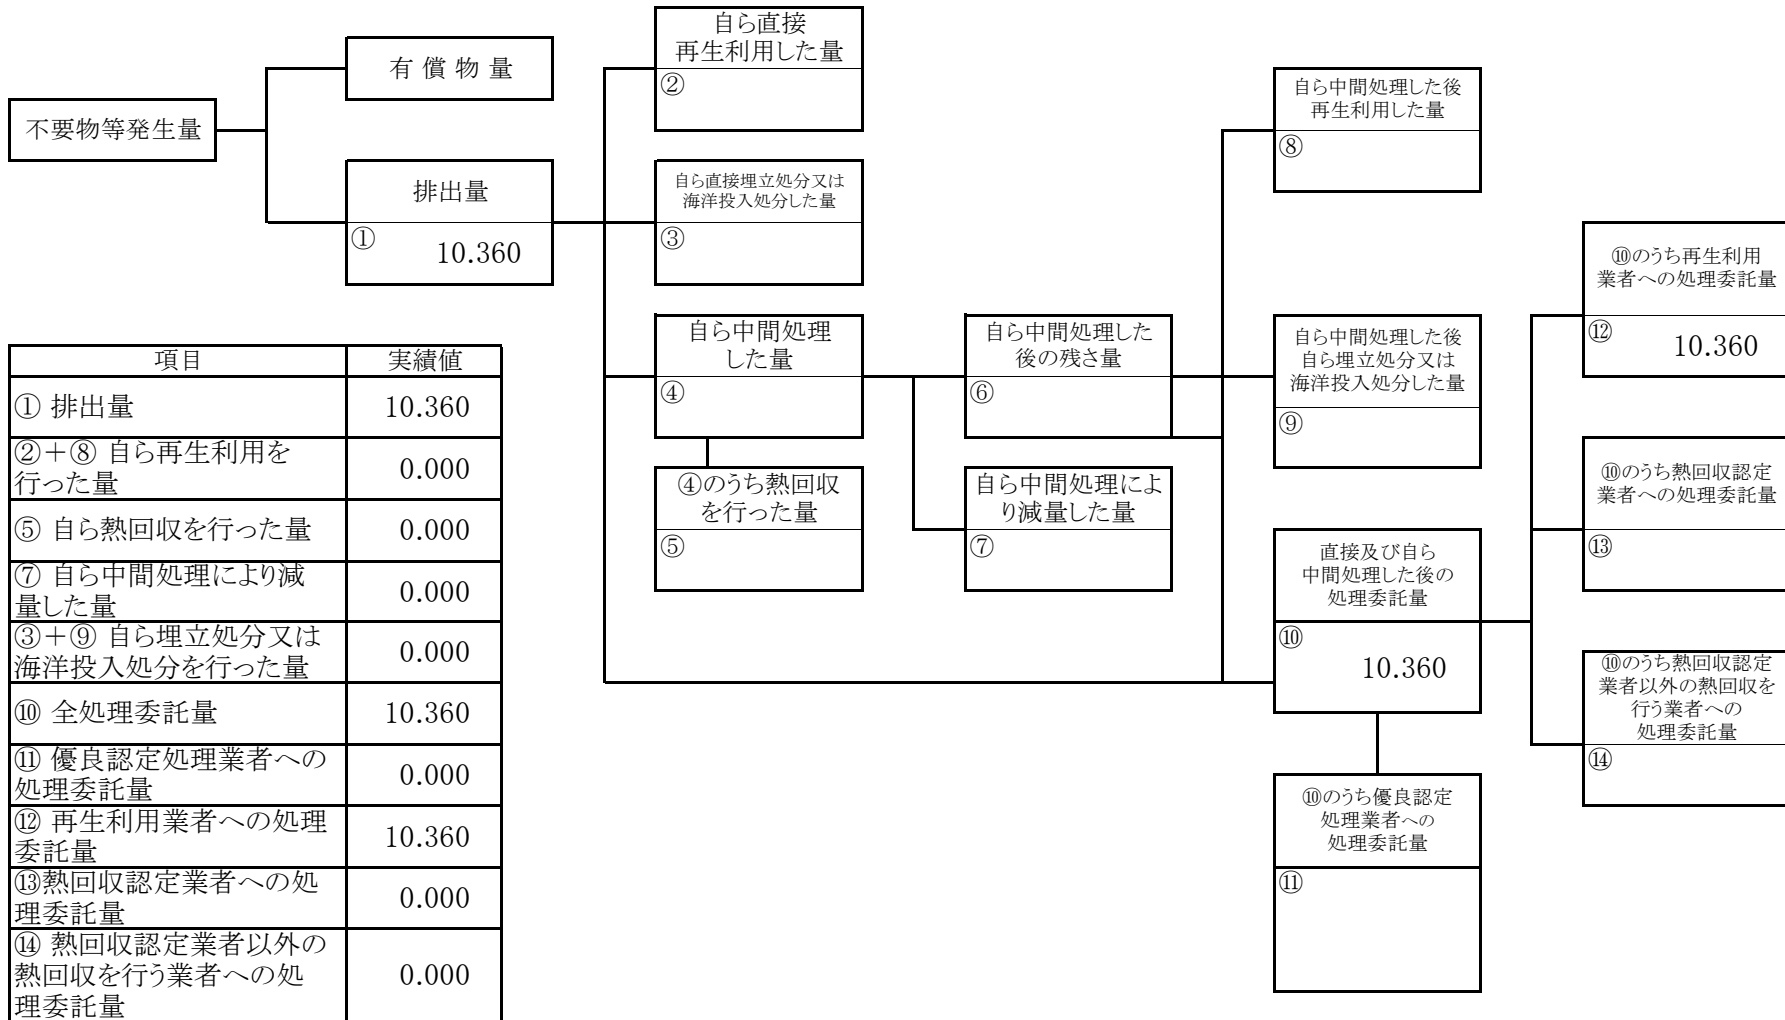 自ら直接
再生利用した量
②
有 償 物 量
不要物等発生量
排出量
①
10.360
自ら直接埋立処分又は
海洋投入処分した量
③
自ら中間処理
した量
④
④のうち熱回収
を行った量
⑤
自ら中間処理した
後の残さ量
⑥
自ら中間処理によ
り減量した量
⑦
自ら中間処理した後
再生利用した量
⑧
自ら中間処理した後
自ら埋立処分又は
海洋投入処分した量
⑨
直接及び自ら
中間処理した後の
処理委託量
⑩
10.360
⑩のうち優良認定
処理業者への
処理委託量
⑪
⑩のうち再生利用
業者への処理委託量
⑫
10.360
⑩のうち熱回収認定
業者への処理委託量
⑬
⑩のうち熱回収認定
業者以外の熱回収を
行う業者への
処理委託量
⑭
項目 実績値
① 排出量 10.360
②＋⑧ 自ら再生利用を
行った量 0.000
⑤ 自ら熱回収を行った量 0.000
⑦ 自ら中間処理により減
量した量 0.000
③＋⑨ 自ら埋立処分又は
海洋投入処分を行った量 0.000
⑩ 全処理委託量 10.360
⑪ 優良認定処理業者への
処理委託量 0.000
⑫ 再生利用業者への処理
委託量 10.360
⑬熱回収認定業者への処
理委託量 0.000
⑭ 熱回収認定業者以外の
熱回収を行う業者への処
理委託量 0.000